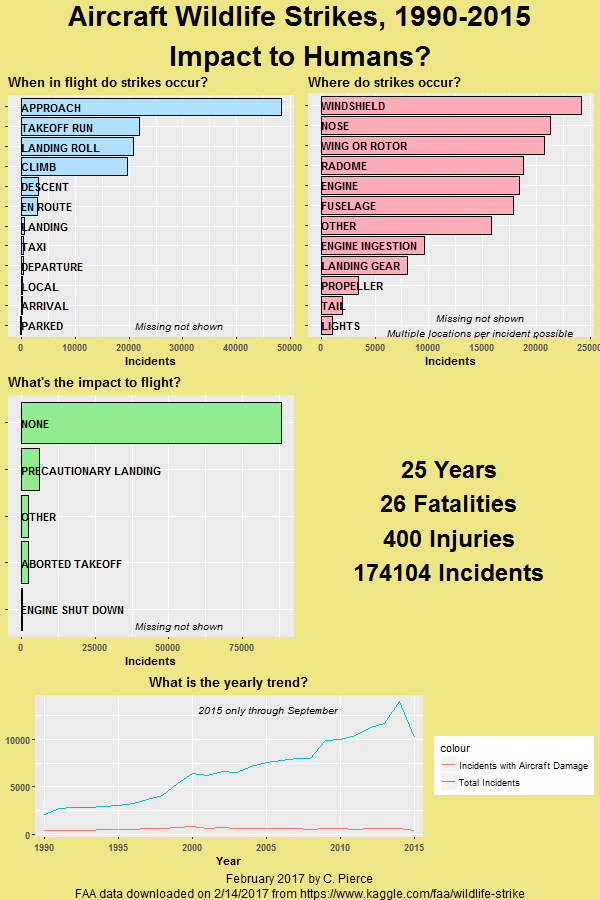 Aircraft Wildlife Strikes, 1990-2015
Impact to Humans?
When in flight do strikes occur?
APPROACH
TAKEOFF RUN
LANDING ROLL
CLIMB
DESCENT
EN ROUTE
LANDING
TAXI
DEPARTURE
LOCAL
ARRIVAL
PARKED
Missing not shown
0 10000 20000 30000 40000 50000
Incidents
Where do strikes occur?
WINDSHIELD
NOSE
WING OR ROTOR
RADOME
ENGINE
FUSELAGE
OTHER
ENGINE INGESTION
LANDING GEAR
PROPELLER
TAIL
LIGHTS
Missing not shown
Multiple locations per incident possible
0 5000 10000 15000 20000 25000
Incidents
What's the impact to flight?
NONE
PRECAUTIONARY LANDING
OTHER
ABORTED TAKEOFF
ENGINE SHUT DOWN
Missing not shown
0 25000 50000 75000
Incidents
25 Years
26 Fatalities
400 Injuries
174104 Incidents
What is the yearly trend?
2015 only through September
10000
5000
0
1990 1995 2000 2005 2010 2015
Year
colour
Incidents with Aircraft Damage
Total Incidents
February 2017 by C. Pierce
FAA data downloaded on 2/14/2017 from https://www.kaggle.com/faa/wildlife-strike